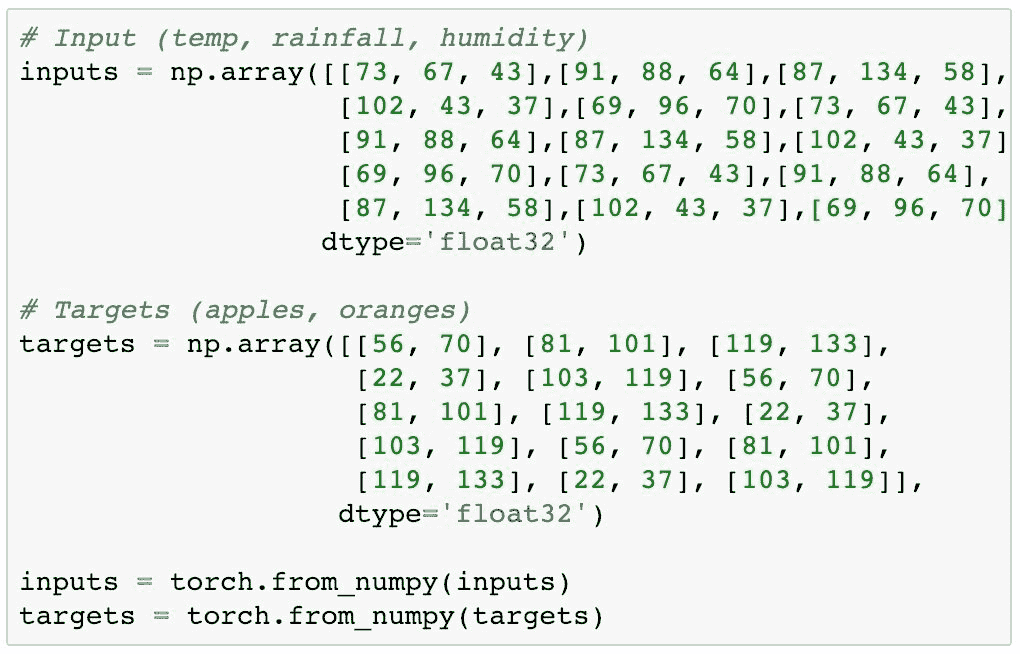 # Input (temp, rainfall, humidity)
inputs = np.array([[73, 67, 43],[91, 88, 64],[87, 134, 58],
[102, 43, 37],[69, 96, 70],[73, 67, 43],
[91, 88, 64],[87, 134, 58],[102, 43, 37]
[69, 96, 70],[73, 67, 43],[91, 88, 64],
[87, 134, 58],[102, 43, 37],[69, 96, 70]
dtype='float32')
# Targets (apples, oranges)
targets = np.array([[56, 70], [81, 101], [119, 133],
[22, 37], [103, 119], [56, 70],
[81, 101], [119, 133], [22, 37],
[103, 119], [56, 70], [81, 101],
[119, 133], [22, 37], [103, 119]],
dtype='float32')
inputs = torch.from_numpy(inputs)
targets = torch.from_numpy(targets)